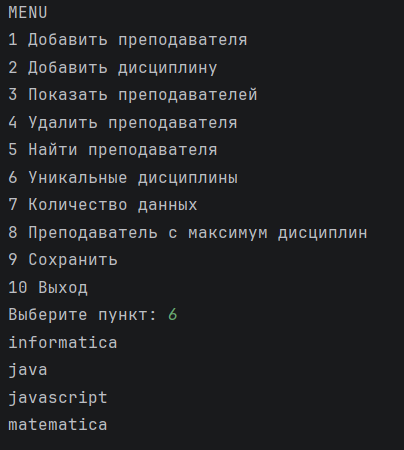 MENU
1 Добавить преподавателя
2 Добавить дисциплину
3 Показать преподавателей
4 Удалить преподавателя
5 Найти преподавателя
6 Уникальные дисциплины
7 Количество данных
8 Преподаватель с максимум дисциплин
9 Сохранить
10 Выход
Выберите пункт: 6
informatica
java
javascript
matematica